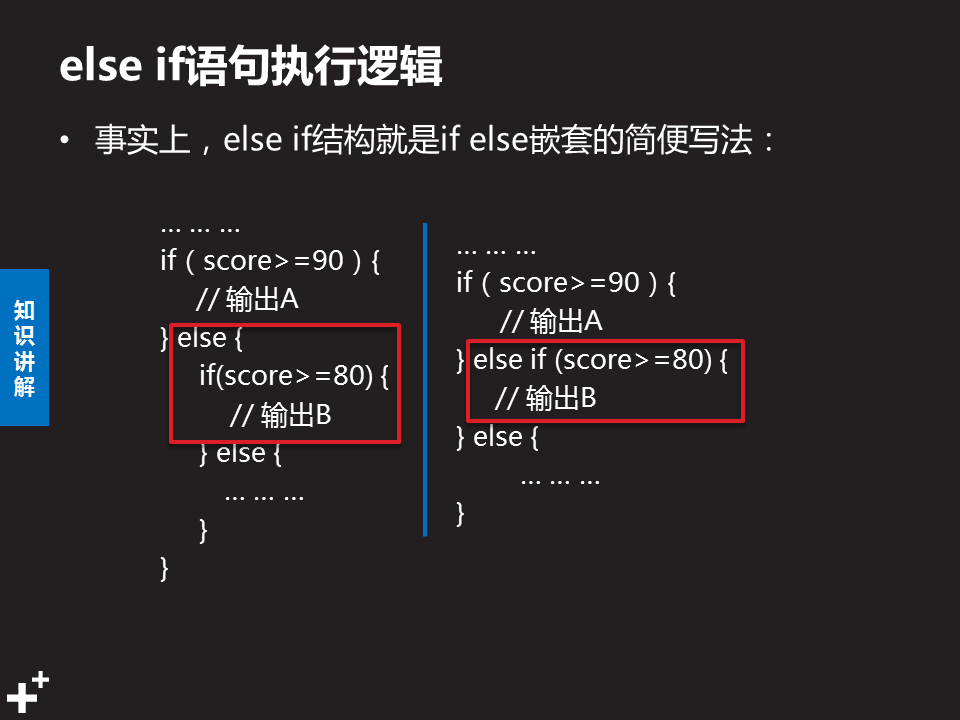 else if语句执行逻辑
• 事实上，else if结构就是if else嵌套的简便写法：
… … …
if（score>=90）{
// 输出A
} else {
if(score>=80) {
// 输出B
} else {
… … …
}
}
… … …
if（score>=90）{
// 输出A
} else if (score>=80) {
// 输出B
} else {
… … …
}
知
识
讲
解